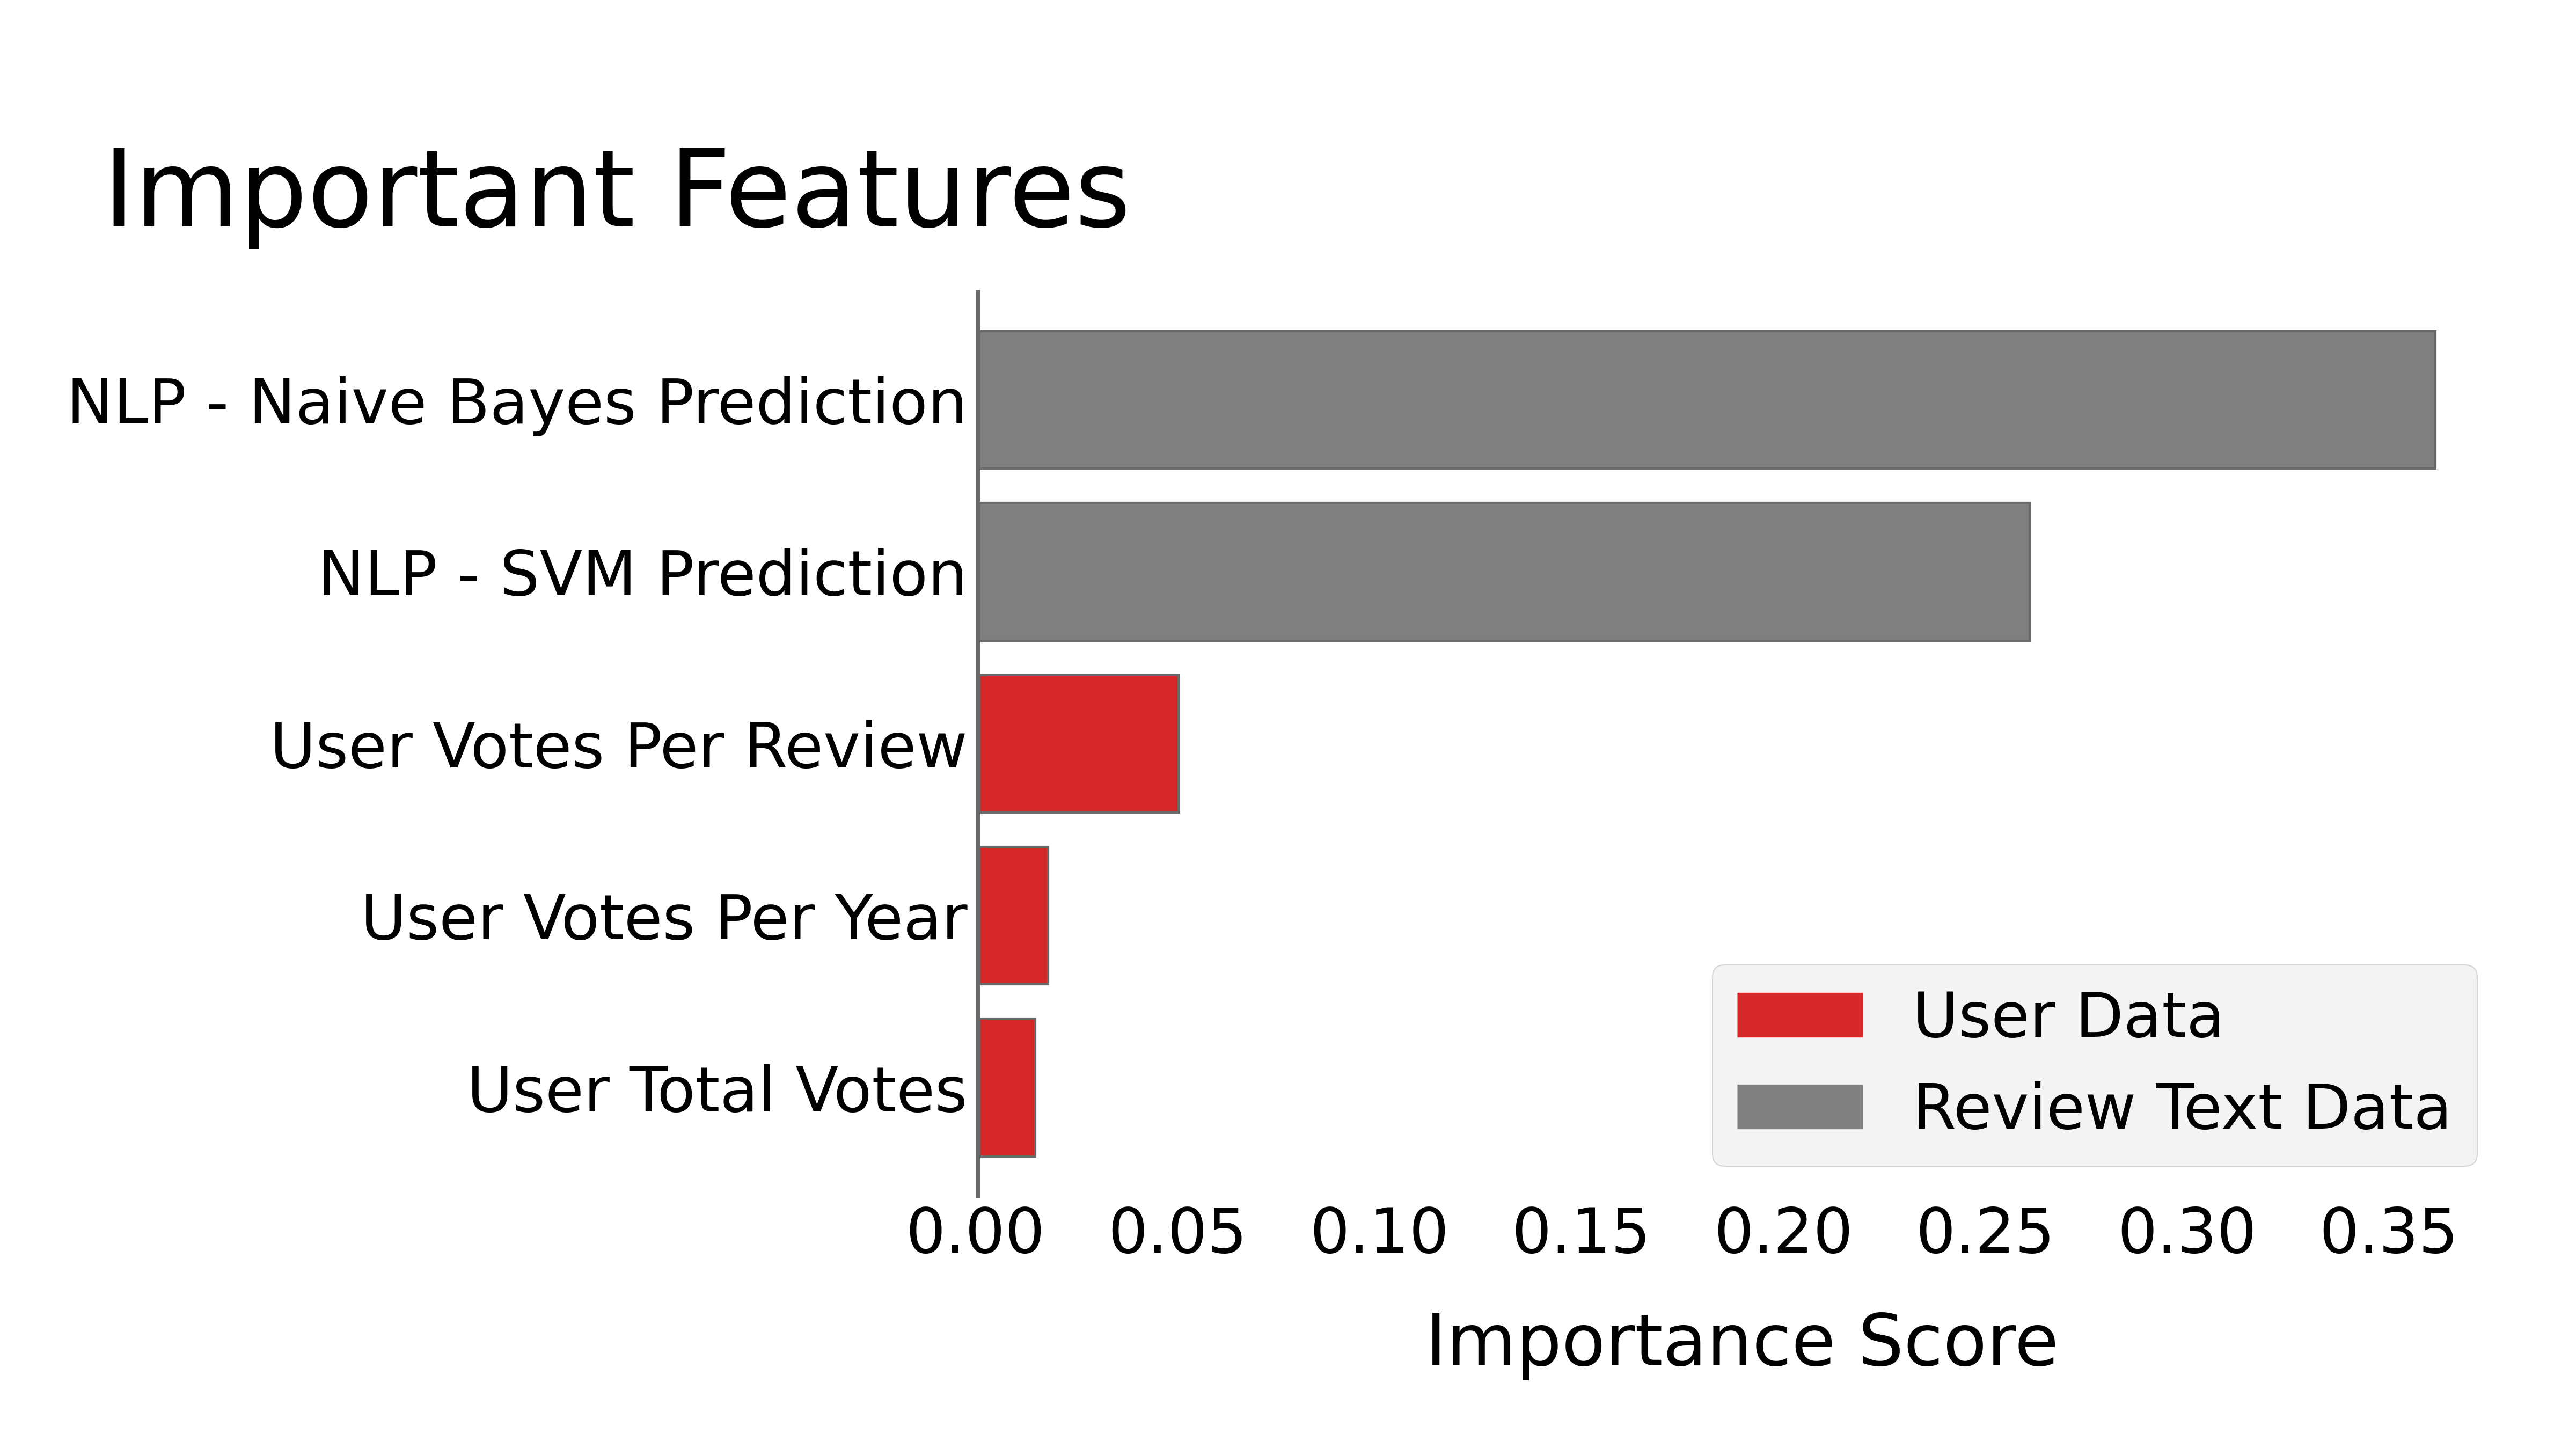 Important Features
NLP - Naive Bayes Prediction
NLP - SVM Prediction
User Votes Per Review
User Votes Per Year
User Total Votes
User Data
Review Text Data
0.00 0.05 0.10 0.15 0.20 0.25 0.30 0.35
Importance Score